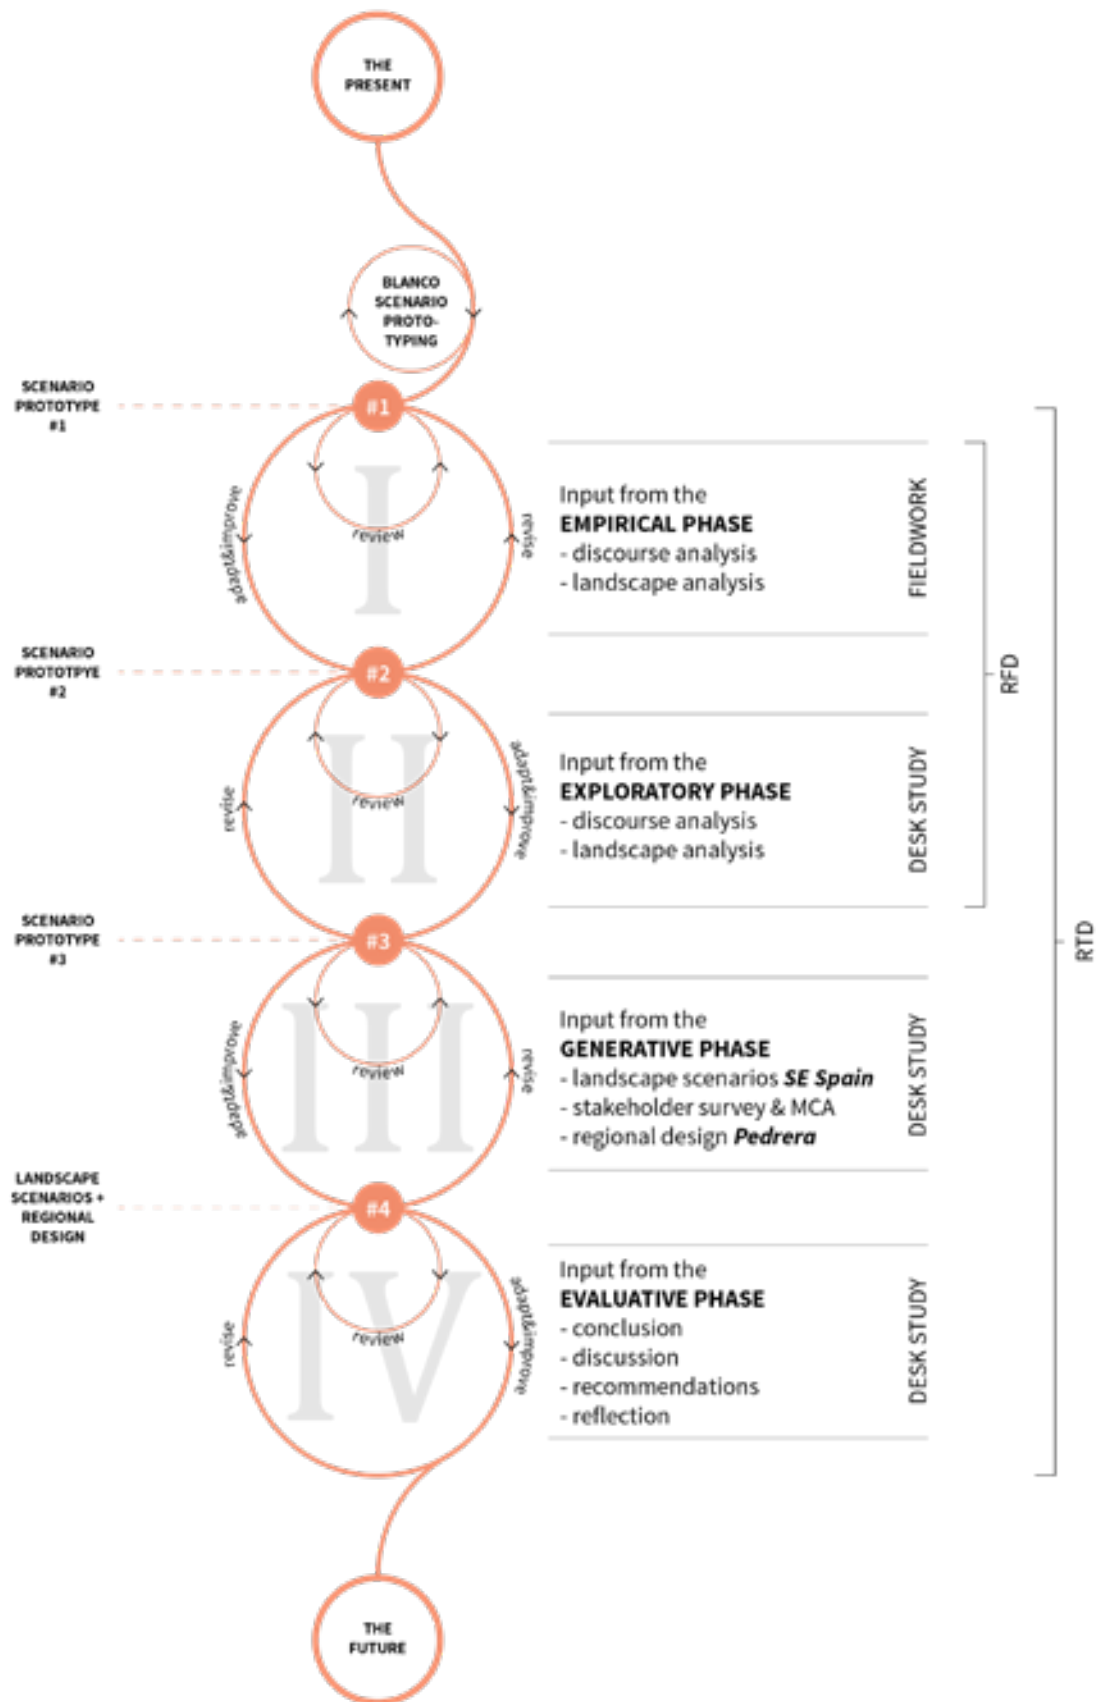 THE
PRESENT
BLANCO
SCENARIO
PROTO-
TYPING
SCENARIO
PROTOTYPE
#1
#1
I
adapt&improve
review
revise
Input from the
EMPIRICAL PHASE
- discourse analysis
- landscape analysis
FIELDWORK
SCENARIO
PROTOTPYE
#2
#2
II
revise
review
adapt&improve
Input from the
EXPLORATORY PHASE
- discourse analysis
- landscape analysis
DESK STUDY
RFD
SCENARIO
PROTOTYPE
#3
#3
III
adapt&improve
review
revise
Input from the
GENERATIVE PHASE
- landscape scenarios SE Spain
- stakeholder survey & MCA
- regional design Pedrera
DESK STUDY
RTD
LANDSCAPE
SCENARIOS +
REGIONAL
DESIGN
#4
IV
revise
review
adapt&improve
Input from the
EVALUATIVE PHASE
- conclusion
- discussion
- recommendations
- reflection
DESK STUDY
THE
FUTURE